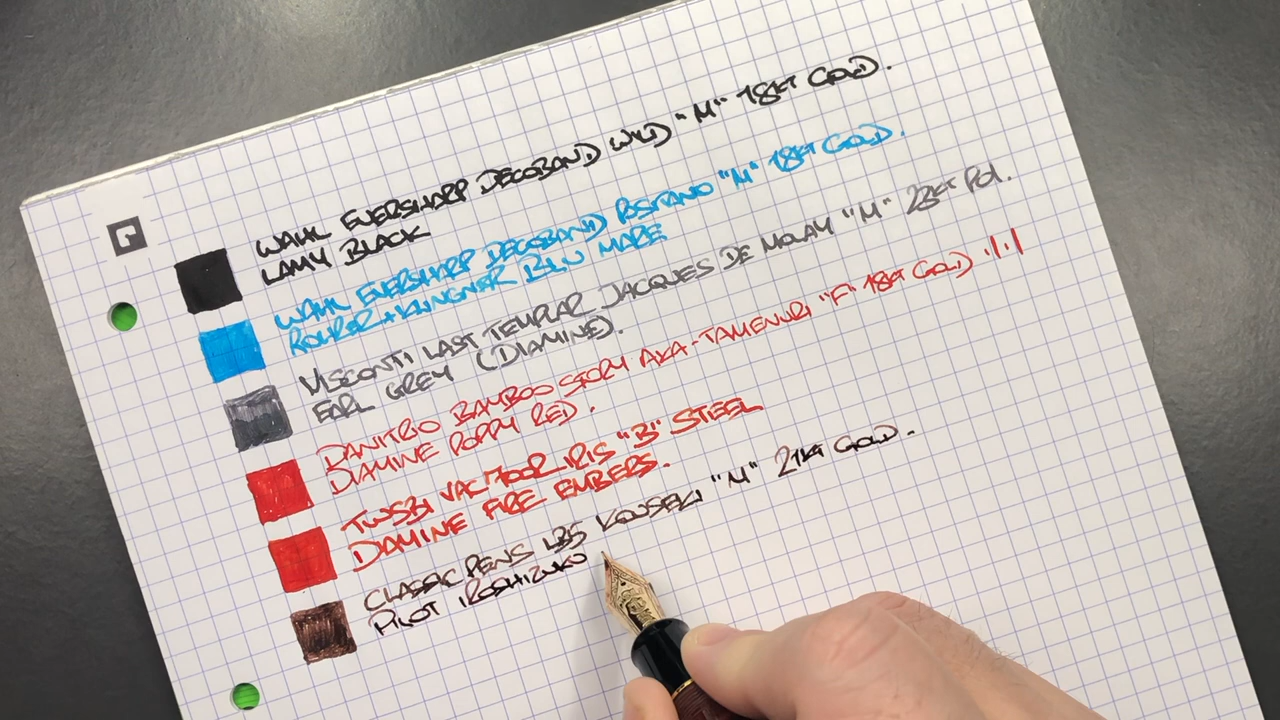 WAHL EVERSHARP DECOBAND WILD "M" 18KT GOLD.
LAMY BLACK
WAHL EVERSHARP DECOBAND POSITANO "M" 18KT GOLD.
ROHRER+KLINGNER BLU MARE
VISCONTI LAST TEMPLAR JACQUES DE MOLAY "M" 23KT Pd.
EARL GREY (DIAMINE).
DANITRIO BAMBOO STORY AKA-TAMENURI "F" 18KT GOLD
DIAMINE POPPY RED.
TWSBI VAC 700R IRIS "B" STEEL
DIAMINE FIRE EMBERS.
CLASSIC PENS LB5 KOUSEKI "M" 21KT GOLD.
PILOT IROSHIZUKU